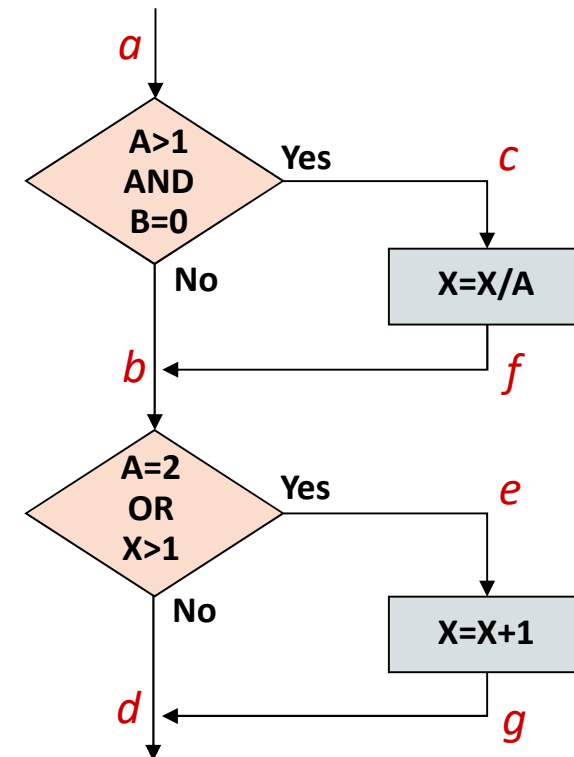 a
A>1
AND
B=0
Yes
c
X=X/A
No
b
f
A=2
OR
X>1
Yes
e
X=X+1
No
d
g